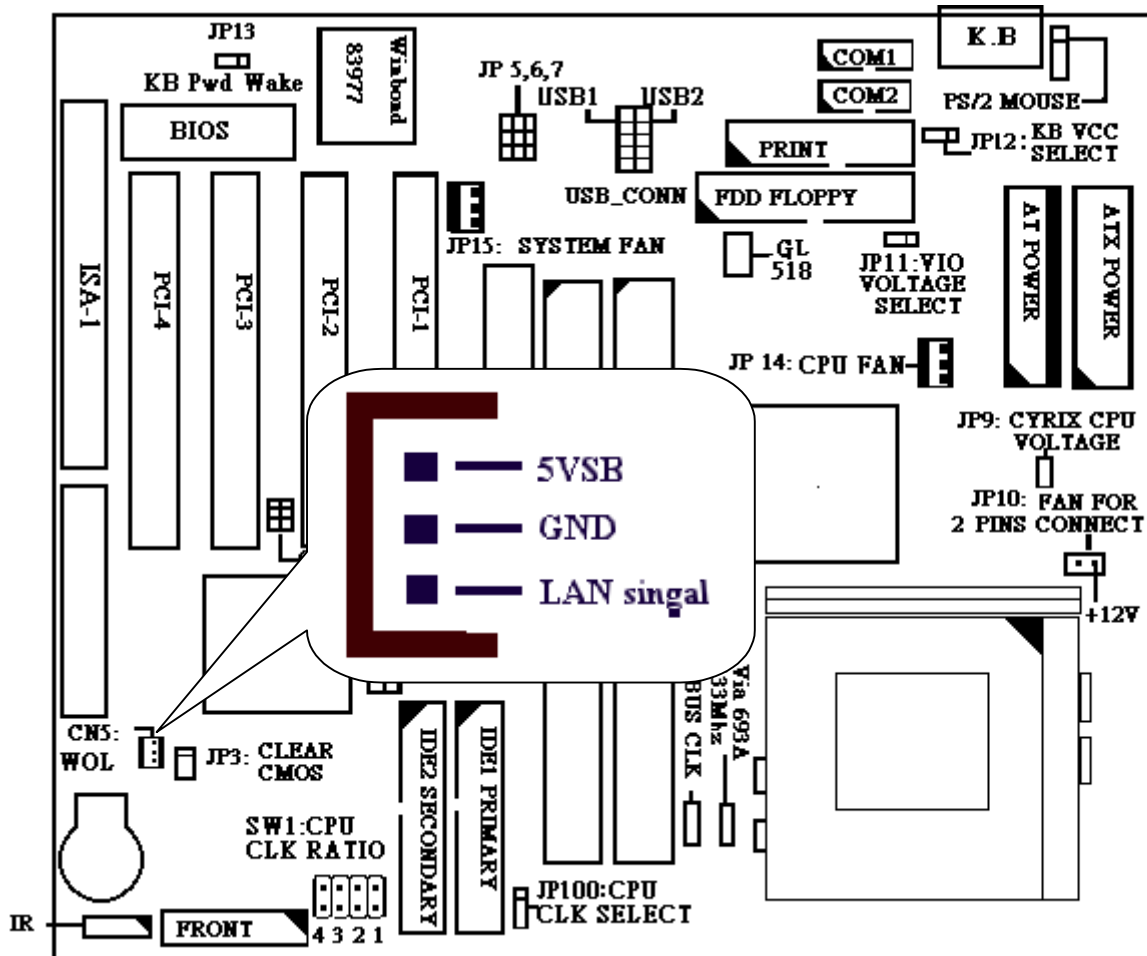 JP13
KB Pwd Wake
BIOS
Winbond
83977
JP 5,6,7
USB1
USB2
USB_CONN
COM1
COM2
K.B
PS/2 MOUSE
PRINT
JP12: KB VCC
SELECT
FDD FLOPPY
ISA-1
PCI-4
PCI-3
PCI-2
PCI-1
JP15: SYSTEM FAN
GL
518
JP11:VIO
VOLTAGE
SELECT
AT POWER
ATX POWER
JP 14: CPU FAN
JP9: CYRIX CPU
VOLTAGE
JP10: FAN FOR
2 PINS CONNECT
+12V
5VSB
GND
LAN singal
CN5:
WOL
JP3: CLEAR
CMOS
SW1:CPU
CLK RATIO
4 3 2 1
IR
FRONT
IDE2 SECONDARY
IDE1 PRIMARY
JP100:CPU
CLK SELECT
BUS CLK
33Mhz
Via 693A